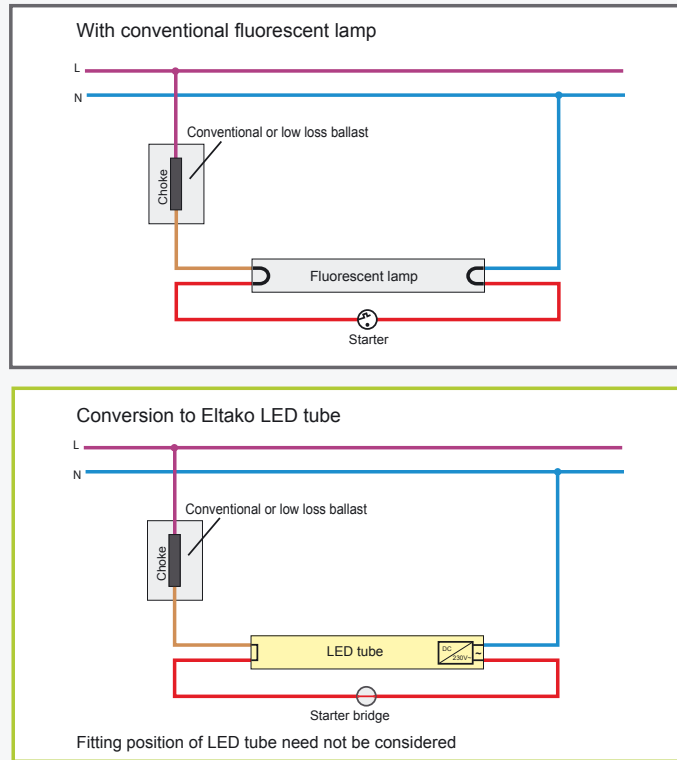 With conventional fluorescent lamp
L
N
Conventional or low loss ballast
Choke
Fluorescent lamp
Starter
Conversion to Eltako LED tube
L
N
Conventional or low loss ballast
Choke
LED tube
DC
230V~
~
Starter bridge
Fitting position of LED tube need not be considered